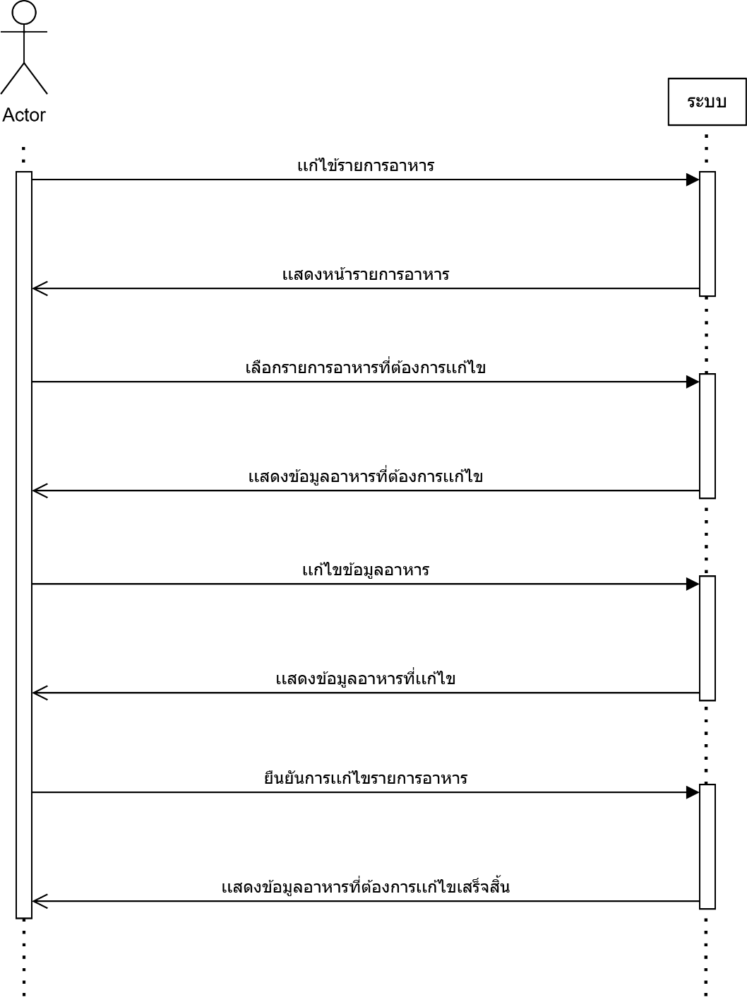 Actor
ระบบ
แก้ไข้รายการอาหาร
แสดงหน้ารายการอาหาร
เลือกรายการอาหารที่ต้องการแก้ไข
แสดงข้อมูลอาหารที่ต้องการแก้ไข
แก้ไขข้อมูลอาหาร
แสดงข้อมูลอาหารที่แก้ไข
ยืนยันการแก้ไขรายการอาหาร
แสดงข้อมูลอาหารที่ต้องการแก้ไขเสร็จสิ้น